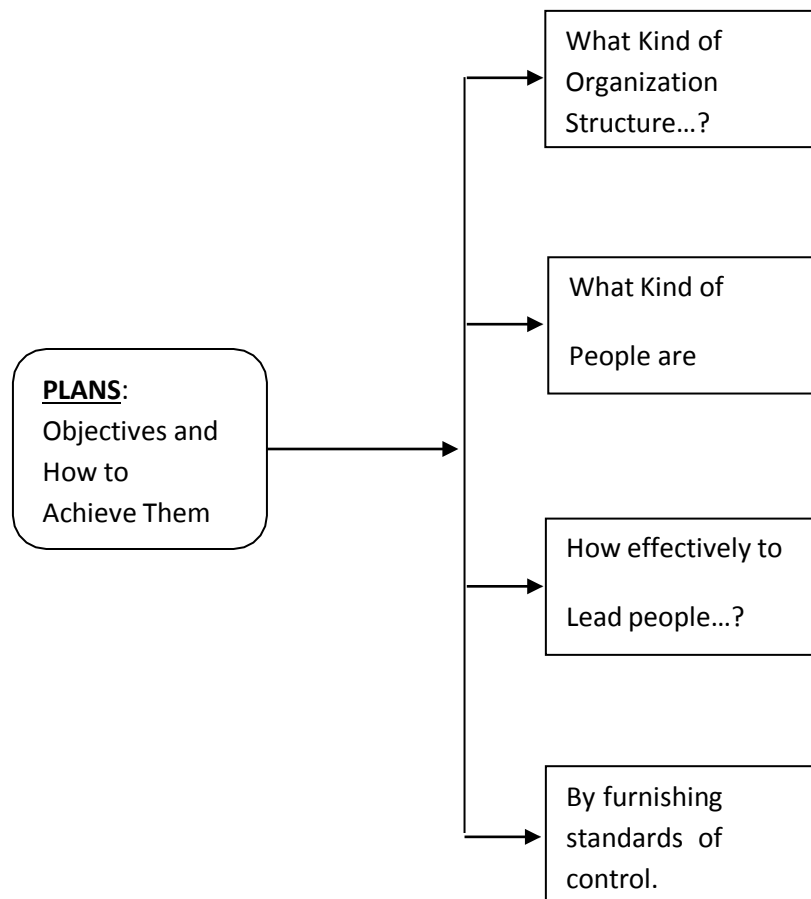 What Kind of
Organization
Structure…?
What Kind of
People are
PLANS:
Objectives and
How to
Achieve Them
How effectively to
Lead people…?
By furnishing
standards of
control.